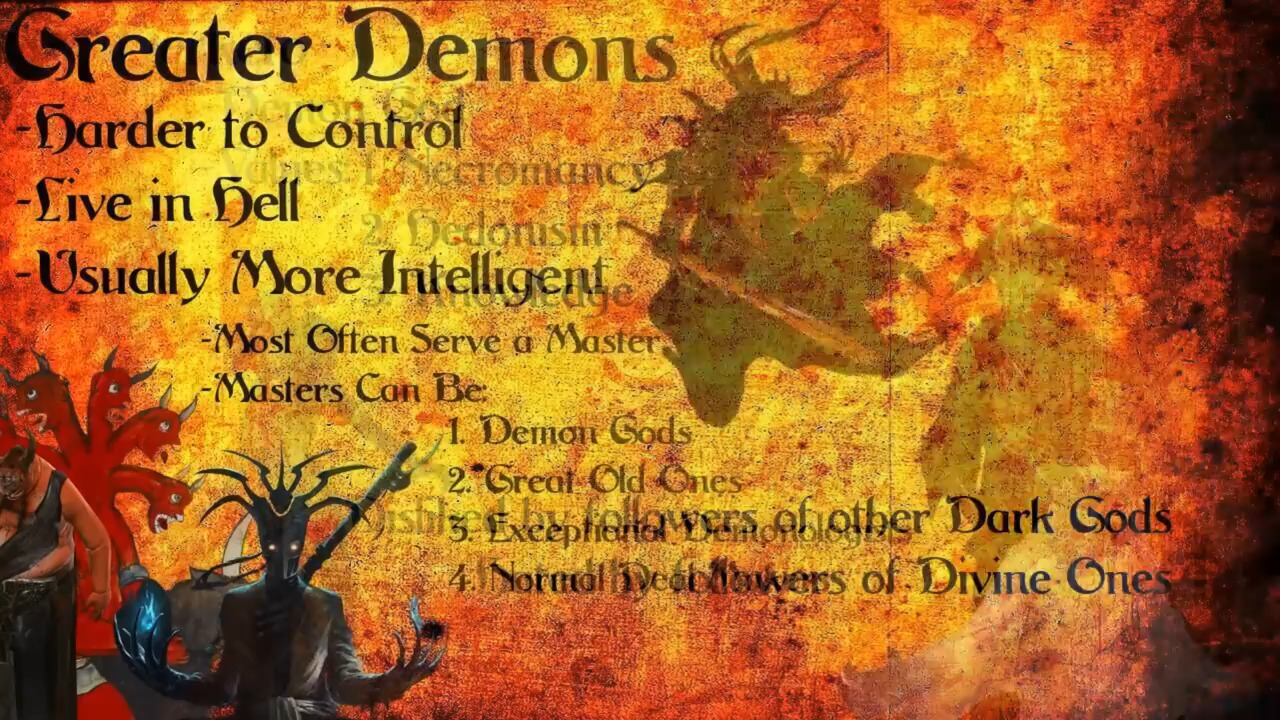 Greater Demons
-Harder to Control
Demon God
-Live in Hell
Values: 1. Necromancy
2. Hedonism
-Usually More Intelligent
3. Knowledge
-Most Often Serve a Master
-Masters Can Be:
1. Demon Gods
2. Great Old Ones
by followers of other Dark Gods
3. Exceptional Demonologists
of Divine Ones
4. Normal